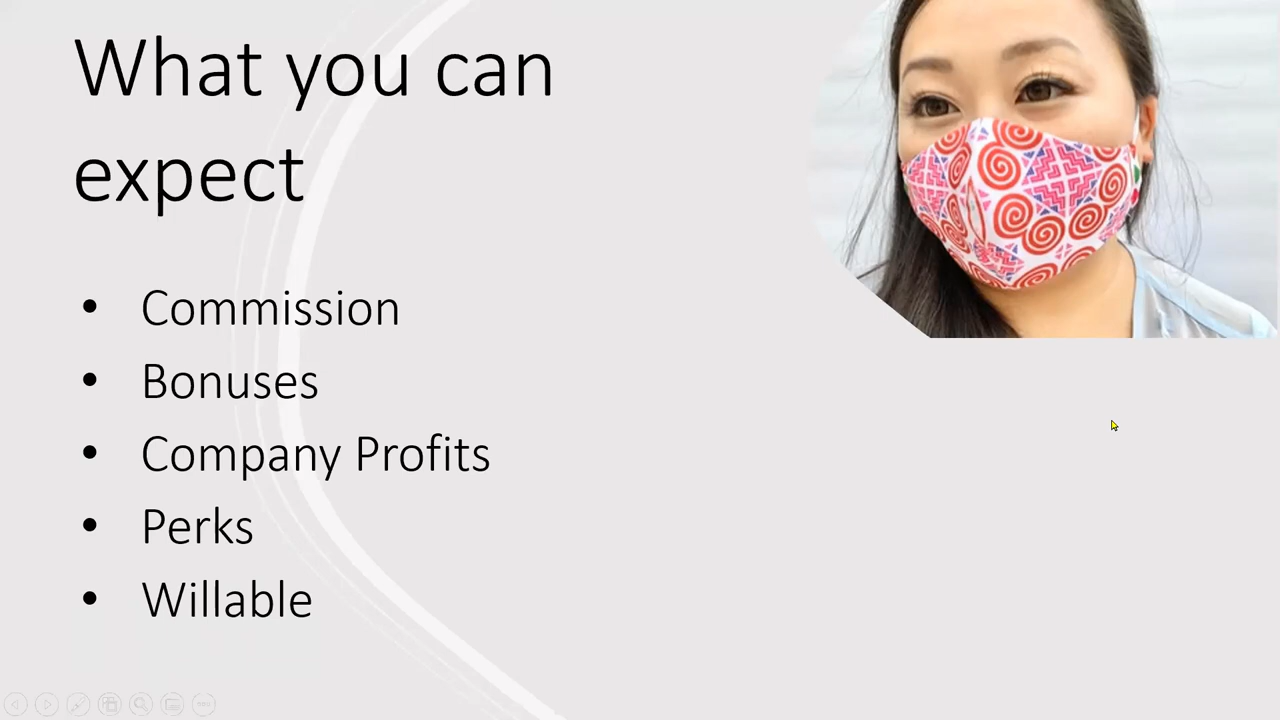 What you can
expect
• Commission
• Bonuses
• Company Profits
• Perks
• Willable